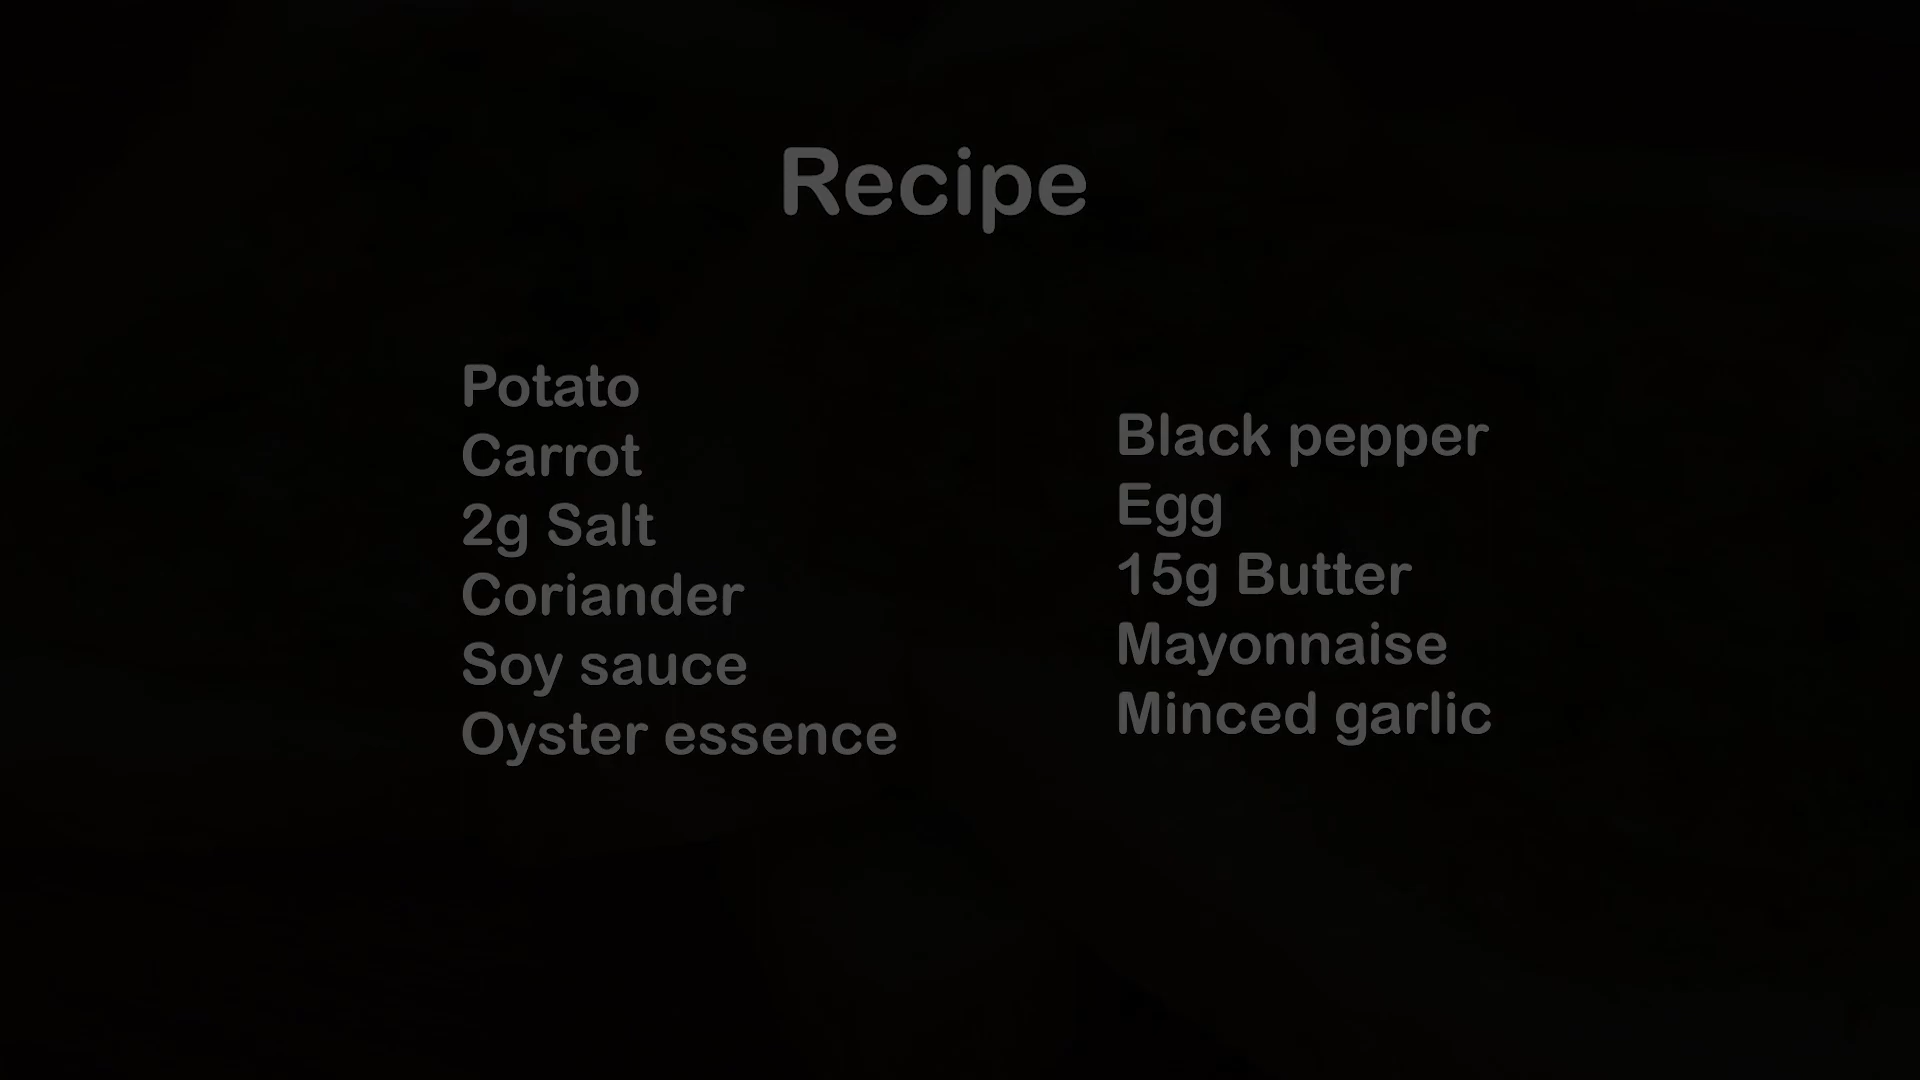 Recipe
Potato
Carrot
2g Salt
Coriander
Soy sauce
Oyster essence
Black pepper
Egg
15g Butter
Mayonnaise
Minced garlic